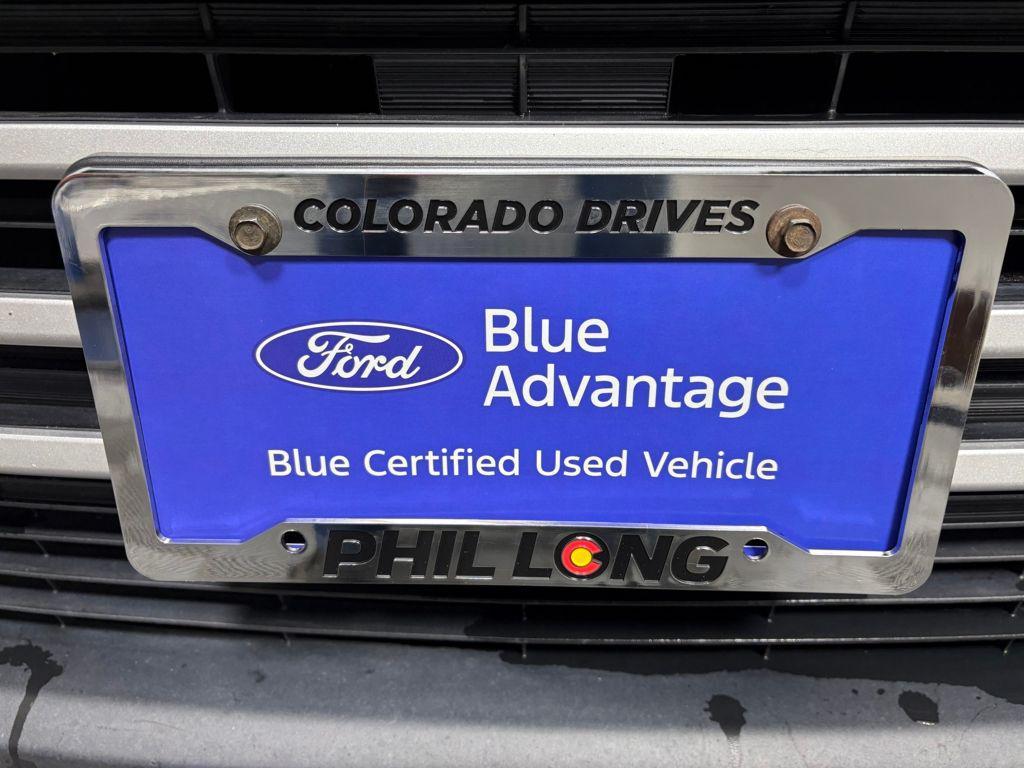 COLORADO DRIVES
Ford
Blue
Advantage
Blue Certified Used Vehicle
PHIL LONG